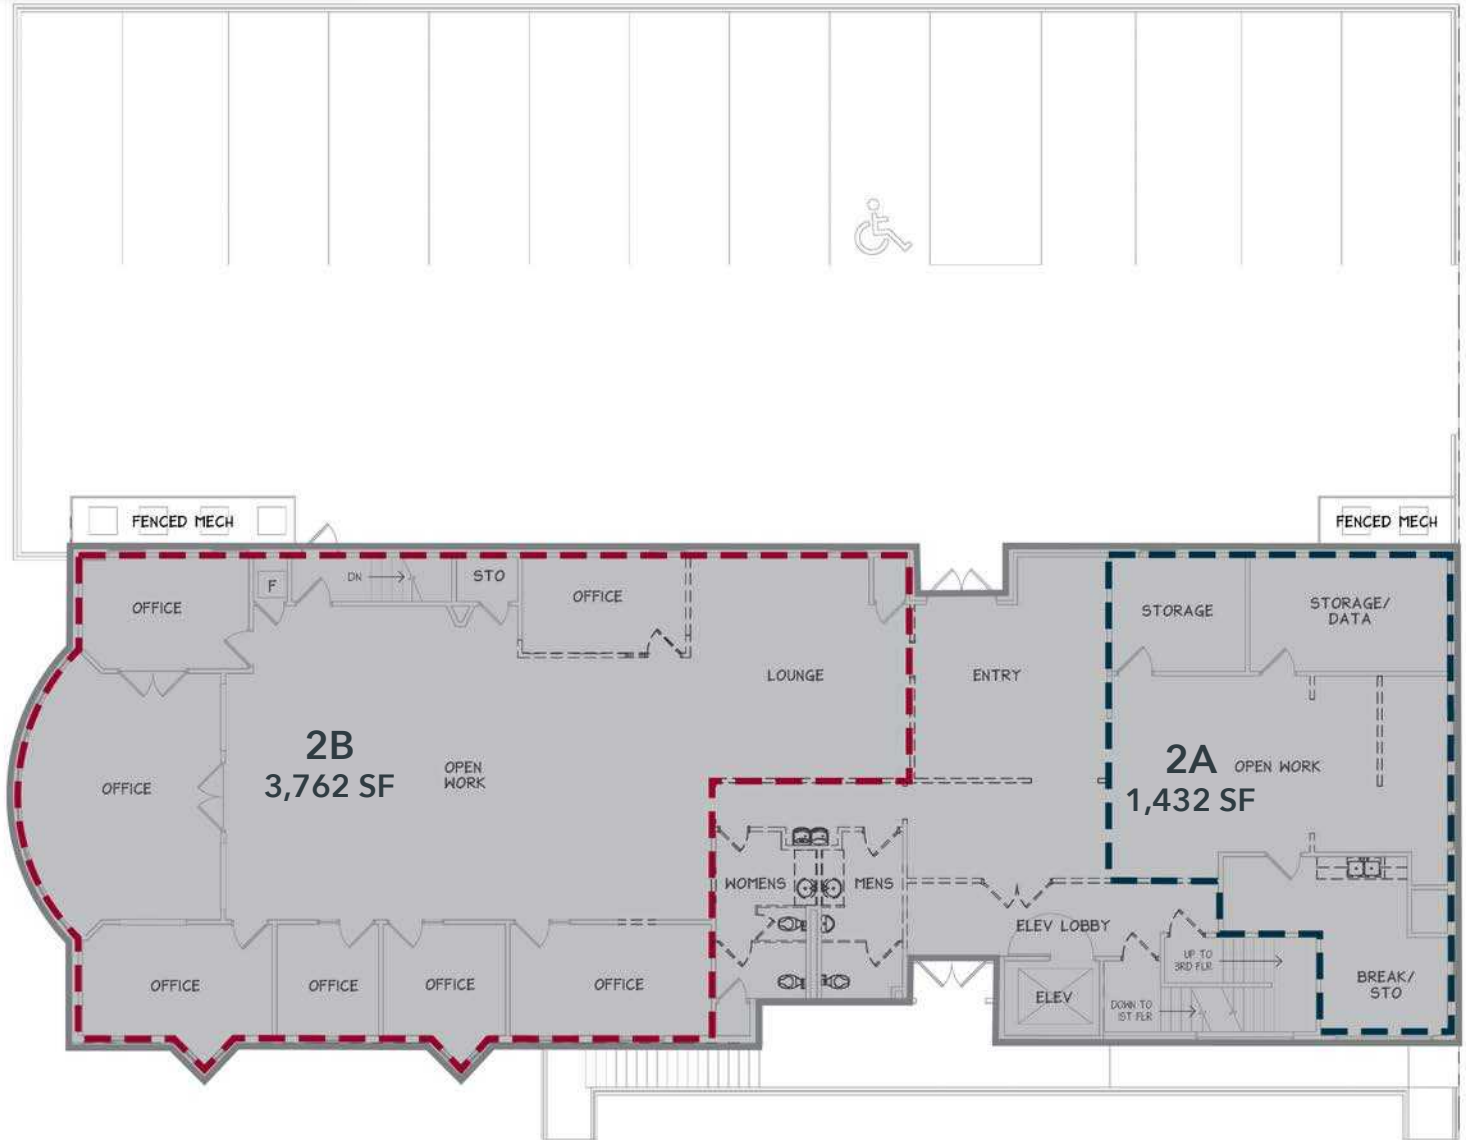 FENCED MECH
FENCED MECH
OFFICE
F
DN
STO
OFFICE
STORAGE
STORAGE/
DATA
LOUNGE
ENTRY
2B
3,762 SF
OPEN
WORK
OFFICE
2A
1,432 SF
OPEN WORK
WOMENS
MENS
ELEV LOBBY
UP TO
3RD FLR
OFFICE
OFFICE
OFFICE
OFFICE
ELEV
DOWN TO
1ST FLR
BREAK/
STO